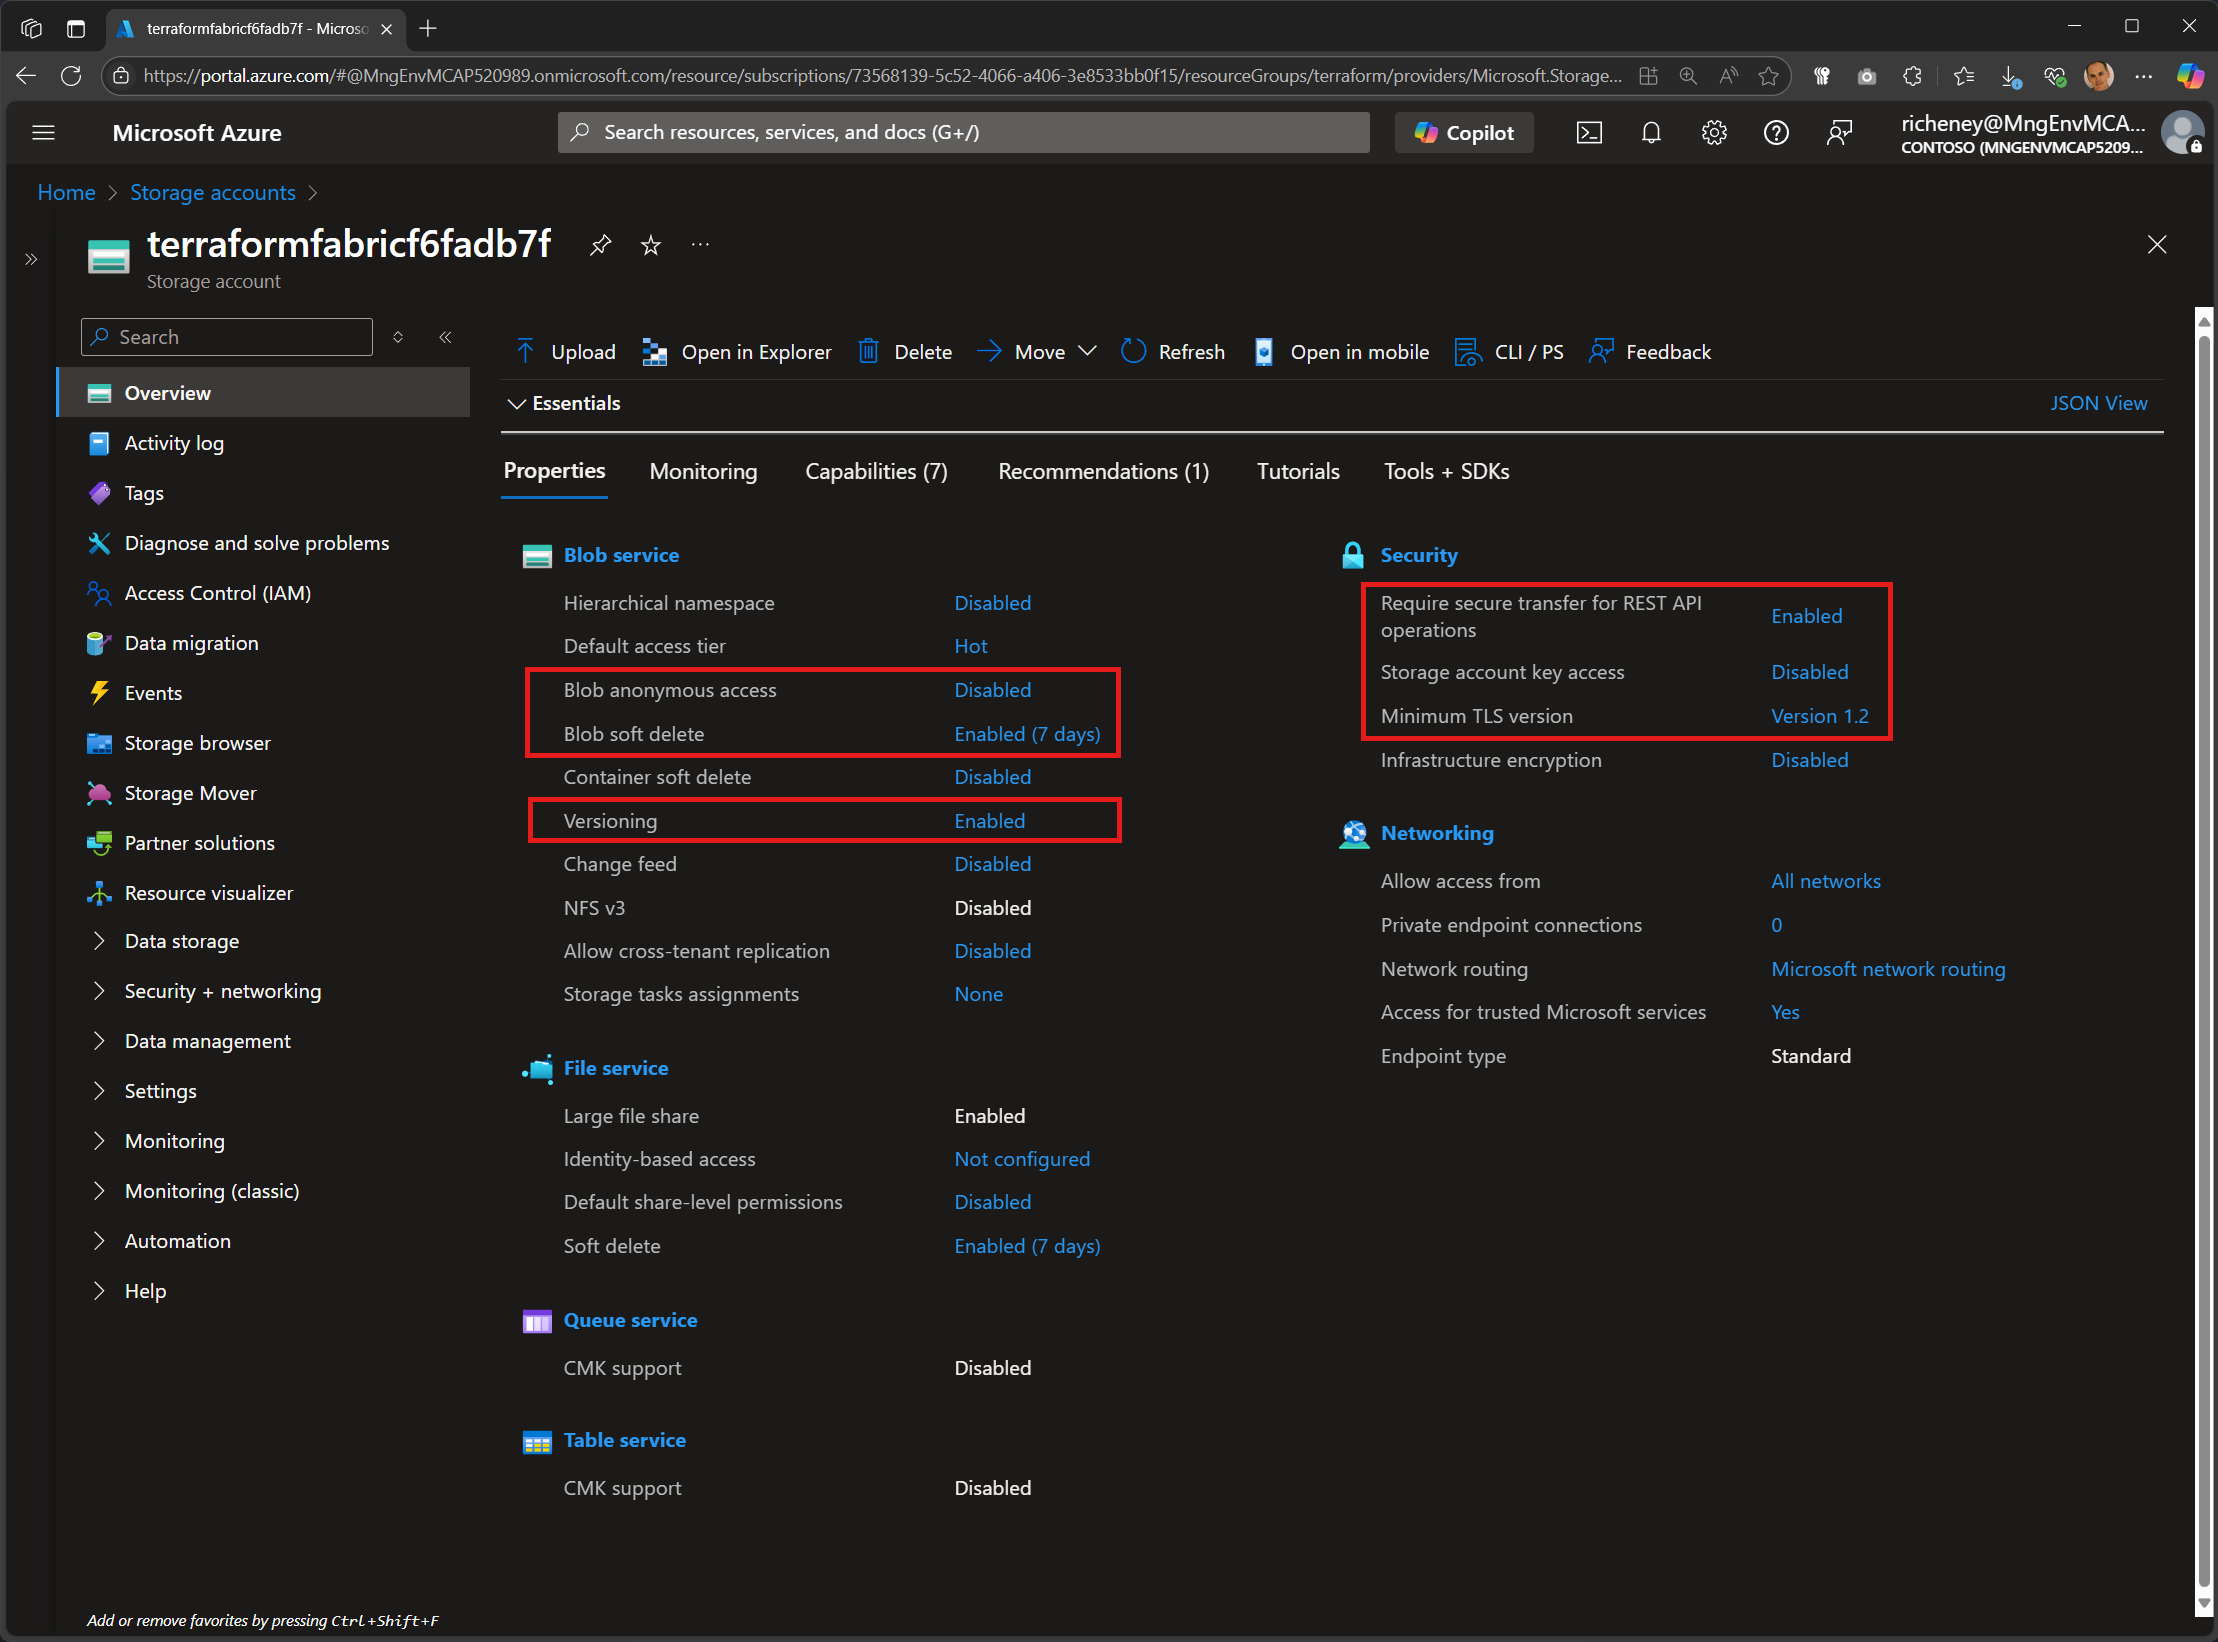 terraformfabricf6fadb7f - Microso
https://portal.azure.com/#@MngEnvMCAP520989.onmicrosoft.com/resource/subscriptions/73568139-5c52-4066-a406-3e8533bb0f15/resourceGroups/terraform/providers/Microsoft.Storage...
Microsoft Azure
Search resources, services, and docs (G+/)
Copilot
richeney@MngEnvMCA...
CONTOSO (MNGENVMCAP5209...
Home
Storage accounts
terraformfabricf6fadb7f
Storage account
Search
Overview
Activity log
Tags
Diagnose and solve problems
Access Control (IAM)
Data migration
Events
Storage browser
Storage Mover
Partner solutions
Resource visualizer
Data storage
Security + networking
Data management
Settings
Monitoring
Monitoring (classic)
Automation
Help
Add or remove favorites by pressing Ctrl+Shift+F
Upload
Open in Explorer
Delete
Move
Refresh
Open in mobile
CLI / PS
Feedback
Essentials
JSON View
Properties
Monitoring
Capabilities (7)
Recommendations (1)
Tutorials
Tools + SDKs
Blob service
Hierarchical namespace Disabled
Default access tier Hot
Blob anonymous access Disabled
Blob soft delete Enabled (7 days)
Container soft delete Disabled
Versioning Enabled
Change feed Disabled
NFS v3 Disabled
Allow cross-tenant replication Disabled
Storage tasks assignments None
File service
Large file share Enabled
Identity-based access Not configured
Default share-level permissions Disabled
Soft delete Enabled (7 days)
Queue service
CMK support Disabled
Table service
CMK support Disabled
Security
Require secure transfer for REST API
operations Enabled
Storage account key access Disabled
Minimum TLS version Version 1.2
Infrastructure encryption Disabled
Networking
Allow access from All networks
Private endpoint connections 0
Network routing Microsoft network routing
Access for trusted Microsoft services Yes
Endpoint type Standard